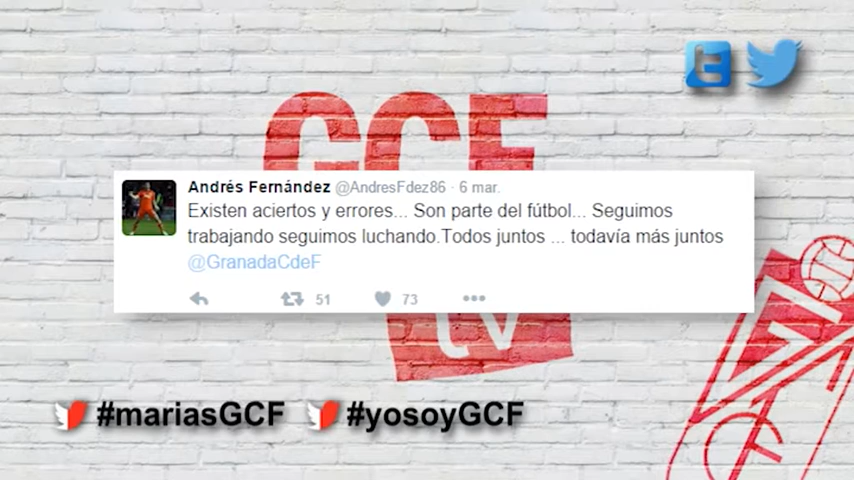 GCF
Andrés Fernández @AndresFdez86 · 6 mar.
Existen aciertos y errores... Son parte del fútbol... Seguimos
trabajando seguimos luchando.Todos juntos ... todavía más juntos
@GranadaCdeF
51 73
tv
#mariasGCF #yosoyGCF